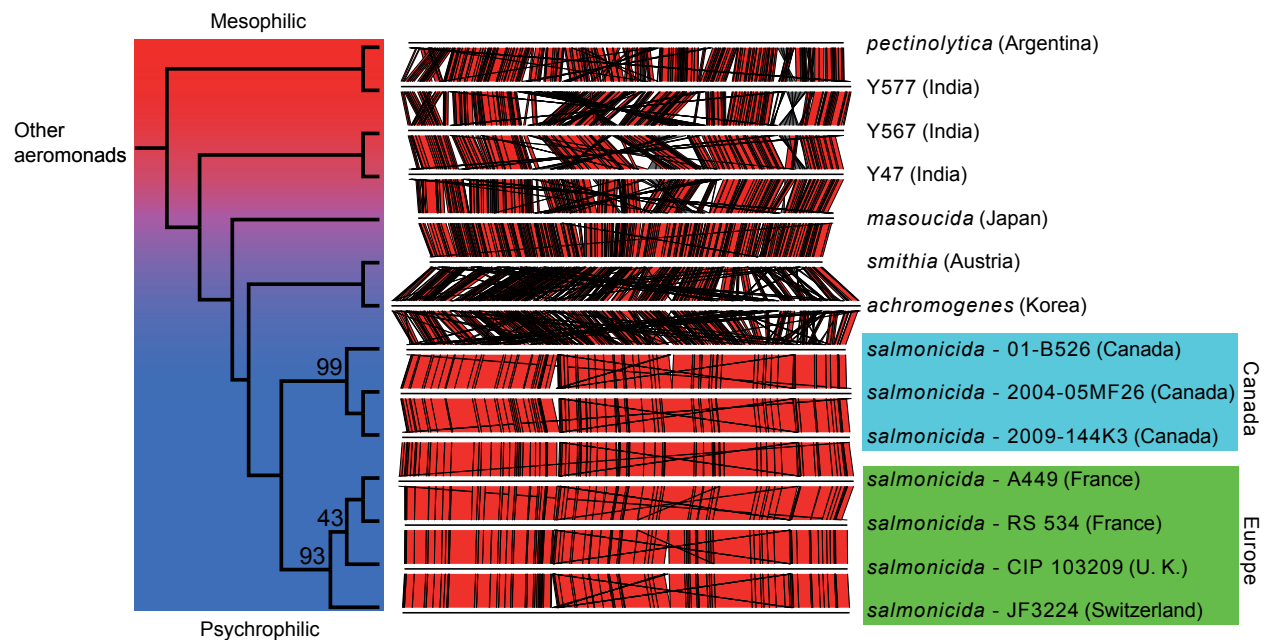 Mesophilic
Other
aeromonads
pectinolytica (Argentina)
Y577 (India)
Y567 (India)
Y47 (India)
masoucida (Japan)
smithia (Austria)
achromogenes (Korea)
99
salmonicida - 01-B526 (Canada)
salmonicida - 2004-05MF26 (Canada)
salmonicida - 2009-144K3 (Canada)
Canada
43
93
salmonicida - A449 (France)
salmonicida - RS 534 (France)
salmonicida - CIP 103209 (U. K.)
salmonicida - JF3224 (Switzerland)
Europe
Psychrophilic